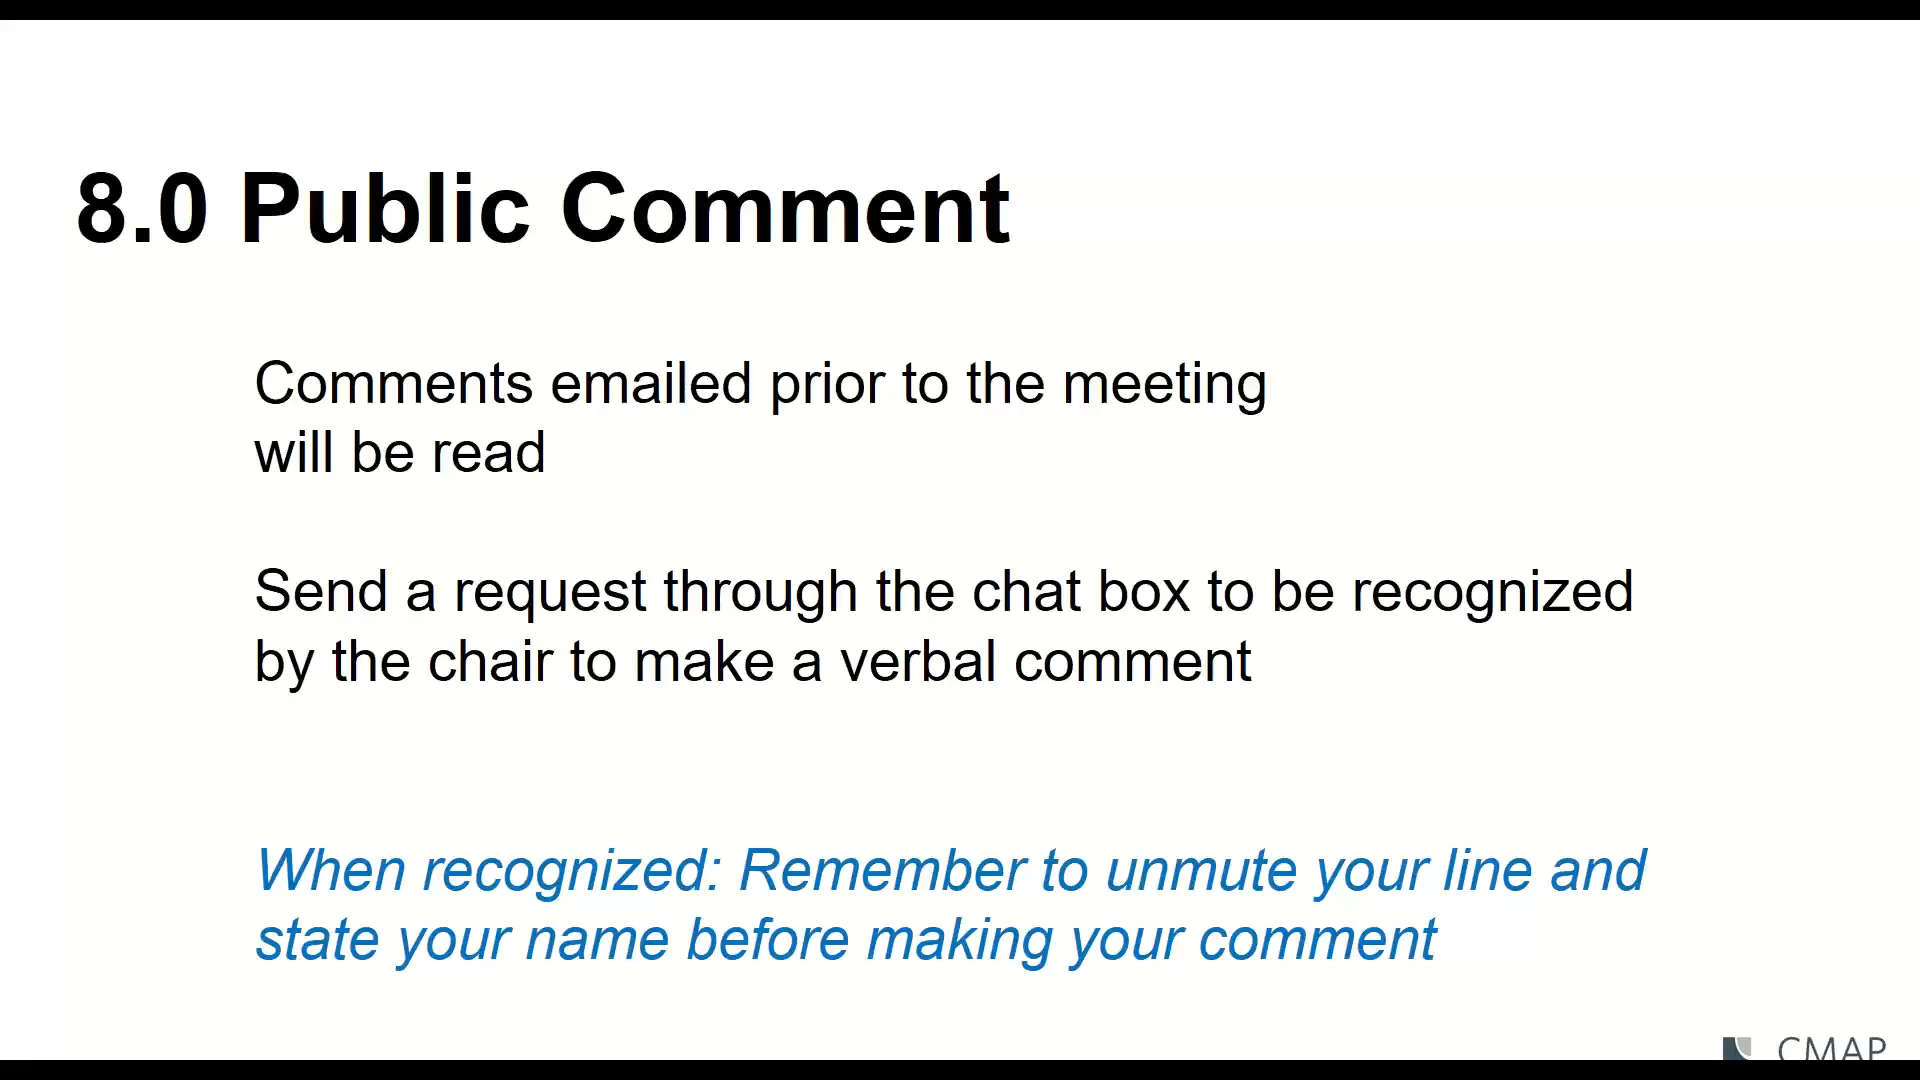 8.0 Public Comment
Comments emailed prior to the meeting
will be read
Send a request through the chat box to be recognized
by the chair to make a verbal comment
When recognized: Remember to unmute your line and
state your name before making your comment
CMAP